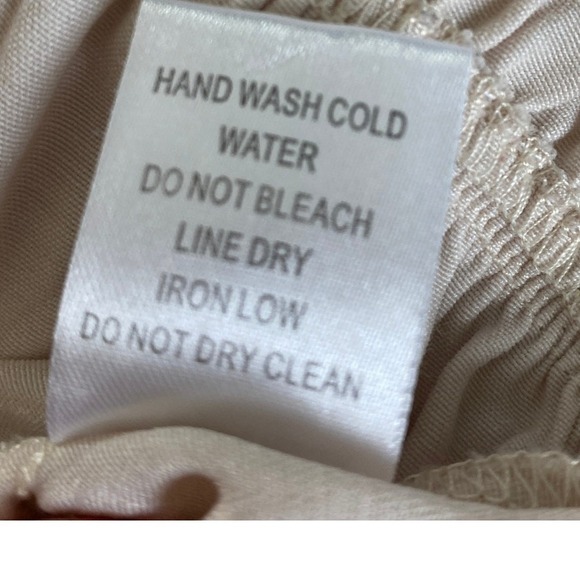 HAND WASH COLD
WATER
DO NOT BLEACH
LINE DRY
IRON LOW
DO NOT DRY CLEAN